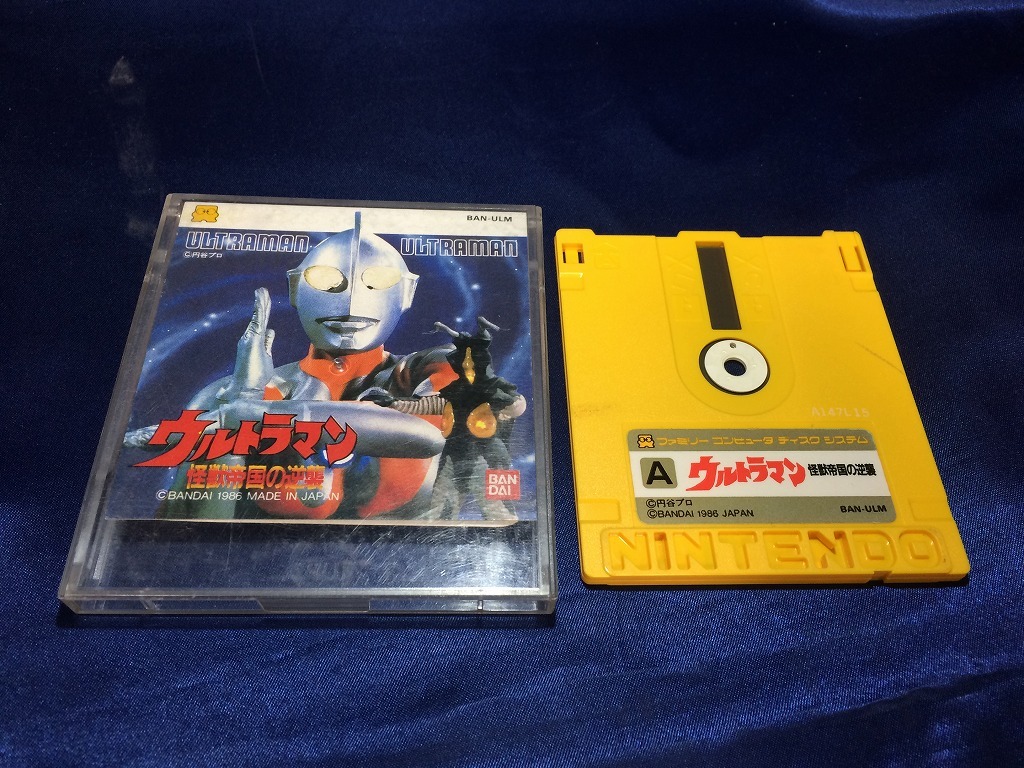 BAN-ULM
ULTRAMAN ULTRAMAN
©円谷プロ
ウルトラマン
怪獣帝国の逆襲
©BANDAI 1986 MADE IN JAPAN
BAN
DAI
A147L15
ファミリー コンピュータ ディスク システム
A
ウルトラマン 怪獣帝国の逆襲
©円谷プロ
©BANDAI 1986 JAPAN
BAN-ULM
NINTENDO